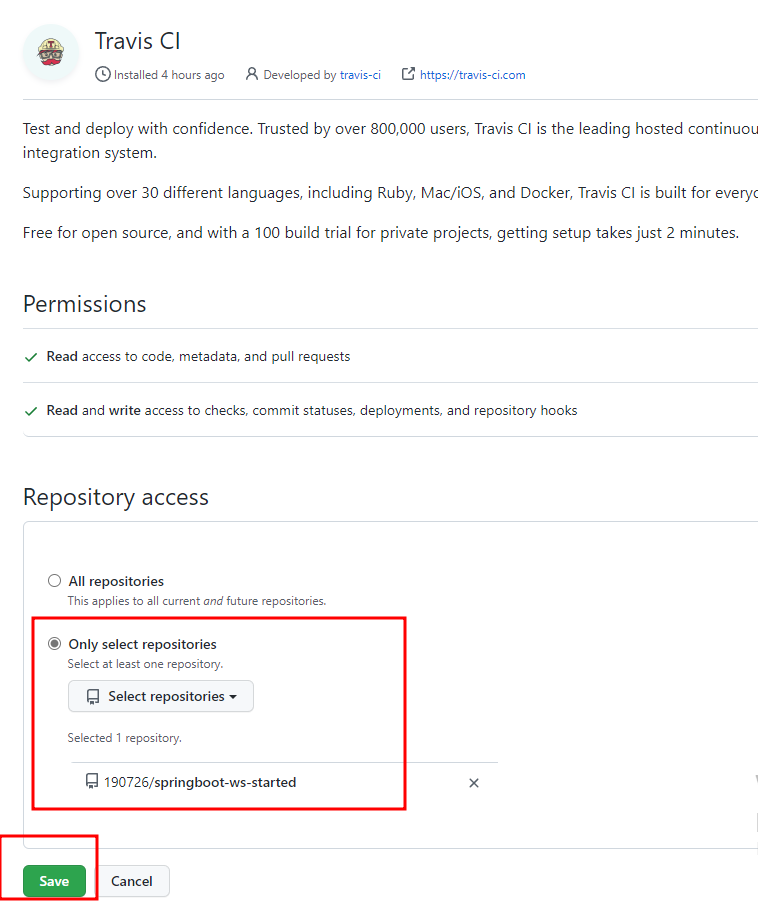 Travis CI
Installed 4 hours ago Developed by travis-ci https://travis-ci.com
Test and deploy with confidence. Trusted by over 800,000 users, Travis CI is the leading hosted continuou
integration system.
Supporting over 30 different languages, including Ruby, Mac/iOS, and Docker, Travis CI is built for everyo
Free for open source, and with a 100 build trial for private projects, getting setup takes just 2 minutes.
Permissions
Read access to code, metadata, and pull requests
Read and write access to checks, commit statuses, deployments, and repository hooks
Repository access
All repositories
This applies to all current and future repositories.
Only select repositories
Select at least one repository.
Select repositories
Selected 1 repository.
190726/springboot-ws-started
Save Cancel